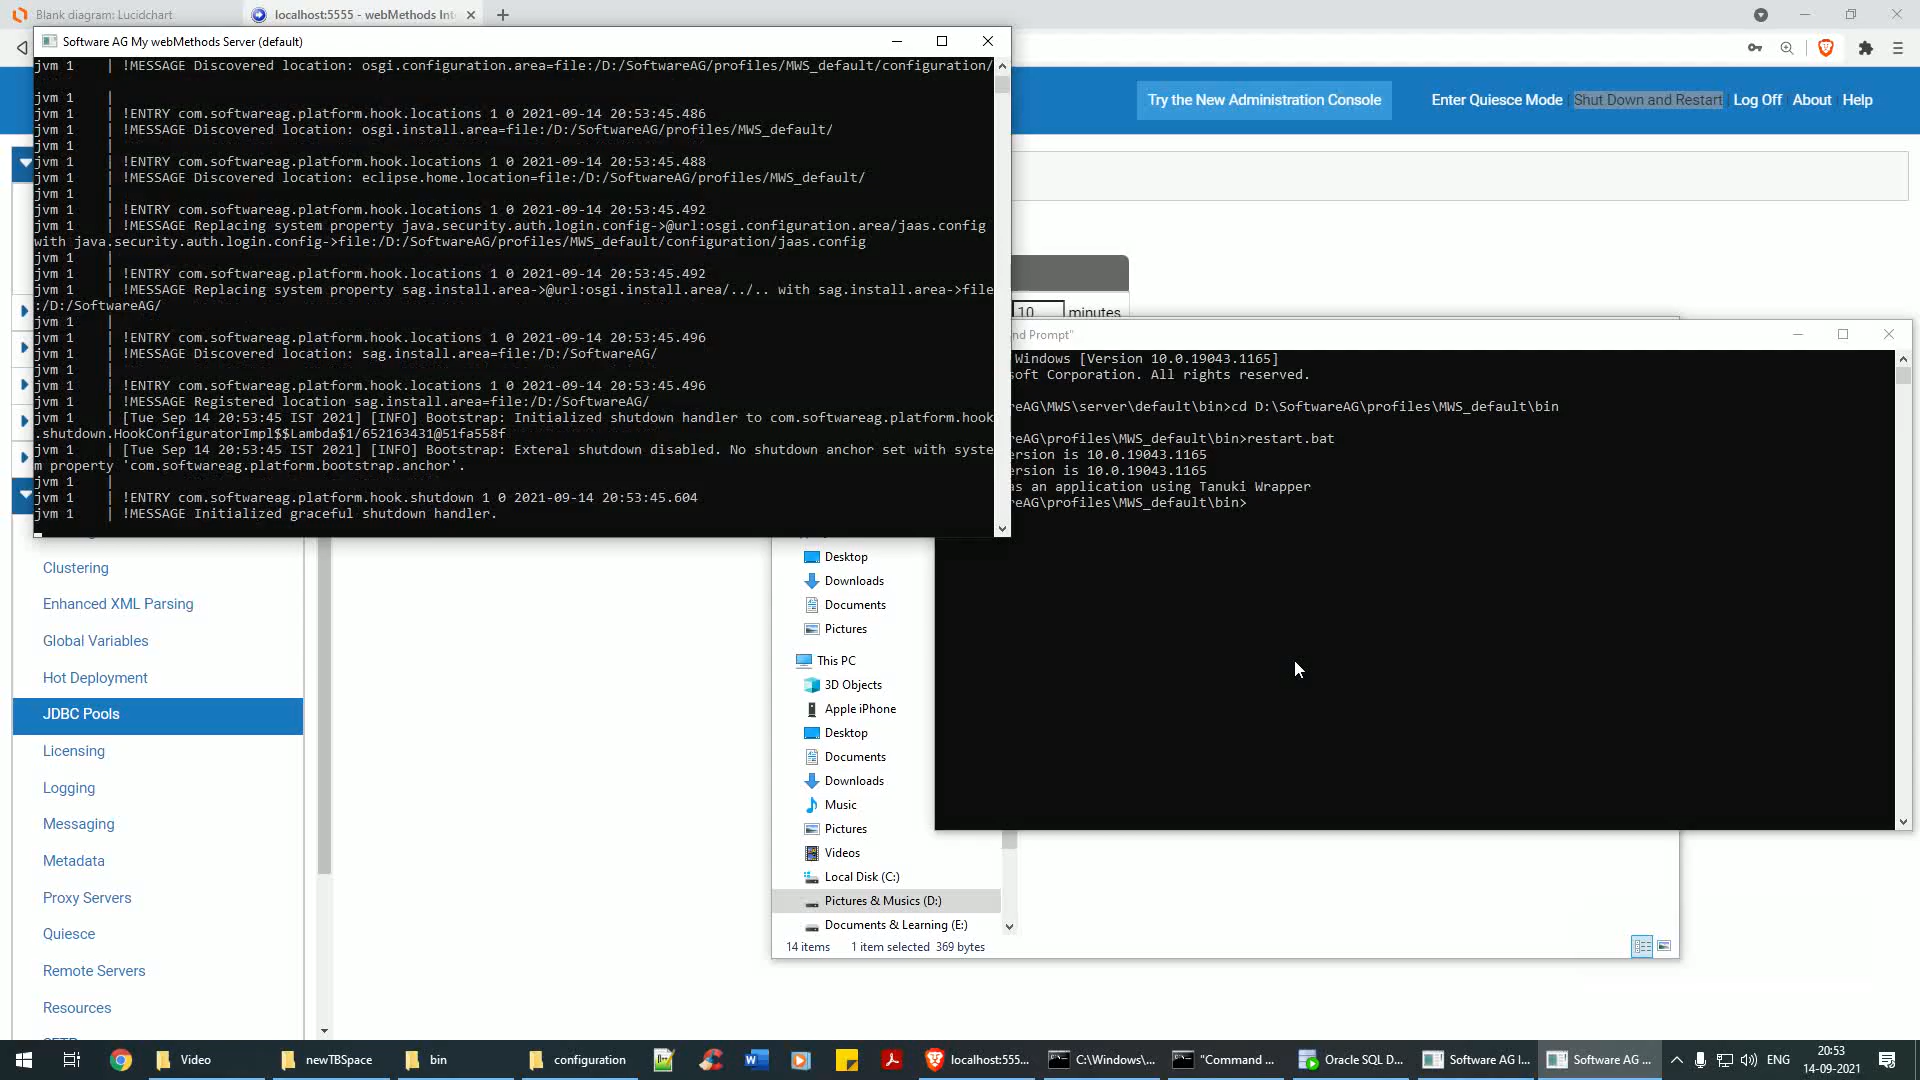 Blank diagram: Lucidchart
localhost:5555 - webMethods Int
Software AG My webMethods Server (default)
jvm 1    | !MESSAGE Discovered location: osgi.configuration.area=file:/D:/SoftwareAG/profiles/MWS_default/configuration/
jvm 1    |
jvm 1    | !ENTRY com.softwareag.platform.hook.locations 1 0 2021-09-14 20:53:45.486
jvm 1    | !MESSAGE Discovered location: osgi.install.area=file:/D:/SoftwareAG/profiles/MWS_default/
jvm 1    |
jvm 1    | !ENTRY com.softwareag.platform.hook.locations 1 0 2021-09-14 20:53:45.488
jvm 1    | !MESSAGE Discovered location: eclipse.home.location=file:/D:/SoftwareAG/profiles/MWS_default/
jvm 1    |
jvm 1    | !ENTRY com.softwareag.platform.hook.locations 1 0 2021-09-14 20:53:45.492
jvm 1    | !MESSAGE Replacing system property java.security.auth.login.config->@url:osgi.configuration.area/jaas.config
with java.security.auth.login.config->file:/D:/SoftwareAG/profiles/MWS_default/configuration/jaas.config
jvm 1    |
jvm 1    | !ENTRY com.softwareag.platform.hook.locations 1 0 2021-09-14 20:53:45.492
jvm 1    | !MESSAGE Replacing system property sag.install.area->@url:osgi.install.area/../.. with sag.install.area->file
:/D:/SoftwareAG/
jvm 1    |
jvm 1    | !ENTRY com.softwareag.platform.hook.locations 1 0 2021-09-14 20:53:45.496
jvm 1    | !MESSAGE Discovered location: sag.install.area=file:/D:/SoftwareAG/
jvm 1    |
jvm 1    | !ENTRY com.softwareag.platform.hook.locations 1 0 2021-09-14 20:53:45.496
jvm 1    | !MESSAGE Registered location sag.install.area=file:/D:/SoftwareAG/
jvm 1    | [Tue Sep 14 20:53:45 IST 2021] [INFO] Bootstrap: Initialized shutdown handler to com.softwareag.platform.hook
.shutdown.HookConfiguratorImpl$$Lambda$1/652163431@51fa558f
jvm 1    | [Tue Sep 14 20:53:45 IST 2021] [INFO] Bootstrap: Exteral shutdown disabled. No shutdown anchor set with syste
m property 'com.softwareag.platform.bootstrap.anchor'.
jvm 1    |
jvm 1    | !ENTRY com.softwareag.platform.hook.shutdown 1 0 2021-09-14 20:53:45.604
jvm 1    | !MESSAGE Initialized graceful shutdown handler.
Try the New Administration Console
Enter Quiesce Mode | Shut Down and Restart | Log Off | About | Help
10 minutes
nd Prompt"
Windows [Version 10.0.19043.1165]
soft Corporation. All rights reserved.
reAG\MWS\server\default\bin>cd D:\SoftwareAG\profiles\MWS_default\bin
reAG\profiles\MWS_default\bin>restart.bat
ersion is 10.0.19043.1165
ersion is 10.0.19043.1165
as an application using Tanuki Wrapper
reAG\profiles\MWS_default\bin>
Clustering
Enhanced XML Parsing
Global Variables
Hot Deployment
JDBC Pools
Licensing
Logging
Messaging
Metadata
Proxy Servers
Quiesce
Remote Servers
Resources
Desktop
Downloads
Documents
Pictures
This PC
3D Objects
Apple iPhone
Desktop
Documents
Downloads
Music
Pictures
Videos
Local Disk (C:)
Pictures & Musics (D:)
Documents & Learning (E:)
14 items 1 item selected 369 bytes
Video
newTBSpace
bin
configuration
localhost:555...
C:\Windows\...
"Command ...
Oracle SQL D...
Software AG I...
Software AG ...
ENG
20:53
14-09-2021